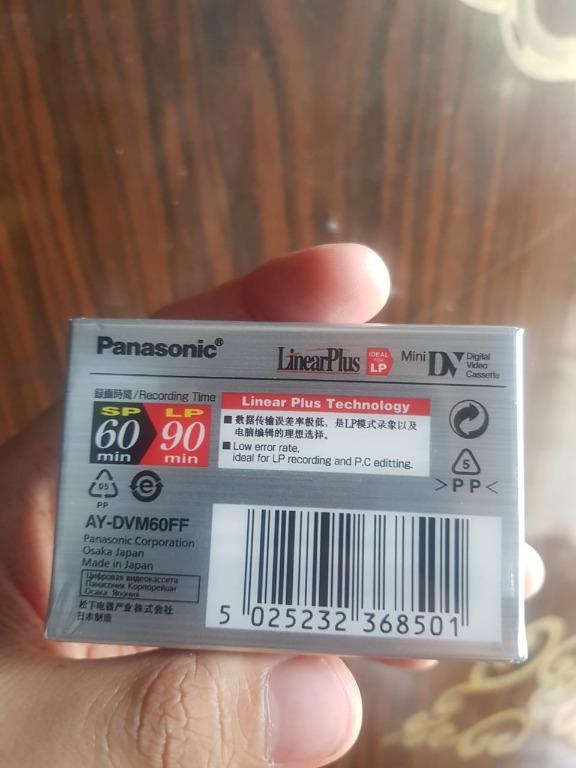 Panasonic®
LinearPlus IDEAL FOR LP Mini DV Digital Video Cassette
録画時間/Recording Time
SP 60 min LP 90 min
Linear Plus Technology
■ 数据传输误差率极低，是LP模式录象以及
电脑编辑的理想选择。
■ Low error rate,
ideal for LP recording and P.C editting.
5
>PP<
05
PP
e
AY-DVM60FF
Panasonic Corporation
Osaka Japan
Made in Japan
Цифровая видеокассета
Панасоник Корпорейшн
Осака Япония
松下电器产业株式会社
日本制造
5 025232 368501